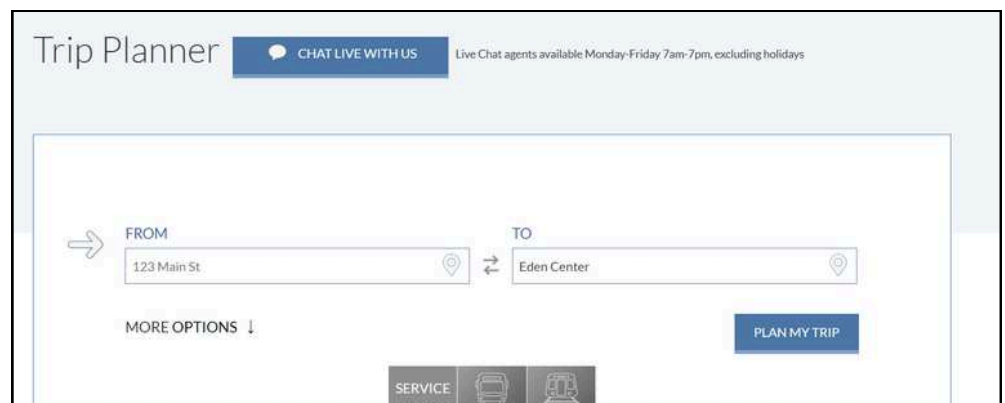 Trip Planner
CHAT LIVE WITH US
Live Chat agents available Monday-Friday 7am-7pm, excluding holidays
FROM
TO
123 Main St
Eden Center
MORE OPTIONS ↓
PLAN MY TRIP
SERVICE